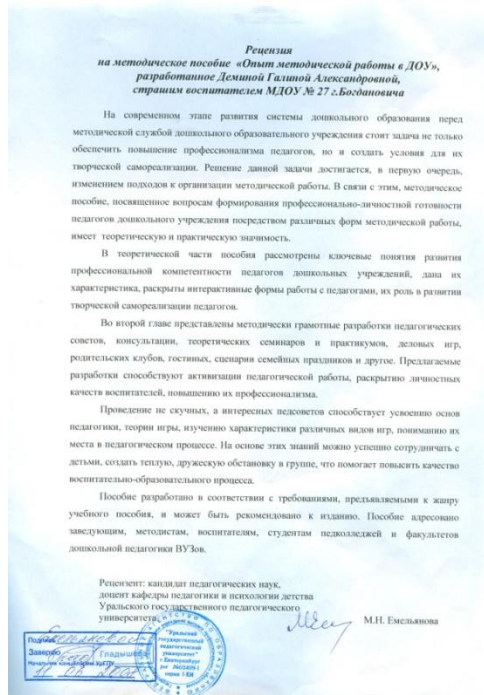 Рецензия
на методическое пособие «Опыт методической работы в ДОУ»,
разработанное Деминой Галиной Александровной,
страшим воспитателем МДОУ № 27 г.Богдановича
На современном этапе развития системы дошкольного образования перед
методической службой дошкольного образовательного учреждения стоит задача не только
обеспечить повышение профессионализма педагогов, но и создать условия для их
творческой самореализации. Решение данной задачи достигается, в первую очередь,
изменением подходов к организации методической работы. В связи с этим, методическое
пособие, посвященное вопросам формирования профессионально-личностной готовности
педагогов дошкольного учреждения посредством различных форм методической работы,
имеет теоретическую и практическую значимость.
В теоретической части пособия рассмотрены ключевые понятия развития
профессиональной компетентности педагогов дошкольных учреждений, дана их
характеристика, раскрыты интерактивные формы работы с педагогами, их роль в развитии
творческой самореализации педагогов.
Во второй главе представлены методически грамотные разработки педагогических
советов, консультации, теоретических семинаров и практикумов, деловых игр,
родительских клубов, гостиных, сценарии семейных праздников и другое. Предлагаемые
разработки способствуют активизации педагогической работы, раскрытию личностных
качеств воспитателей, повышению их профессионализма.
Проведение не скучных, а интересных педсоветов способствует усвоению основ
педагогики, теории игры, изучению характеристики различных видов игр, пониманию их
места в педагогическом процессе. На основе этих знаний можно успешно сотрудничать с
детьми, создать теплую, дружескую обстановку в группе, что помогает повысить качество
воспитательно-образовательного процесса.
Пособие разработано в соответствии с требованиями, предъявляемыми к жанру
учебного пособия, и может быть рекомендовано к изданию. Пособие адресовано
заведующим, методистам, воспитателям, студентам педколледжей и факультетов
дошкольной педагогики ВУЗов.
Рецензент: кандидат педагогических наук,
доцент кафедры педагогики и психологии детства
Уральского государственного педагогического
университета
М.Н. Емельянова
Заверяю Гладышева
"Уральский
государственный
педагогический
университет"
г.Екатеринбург